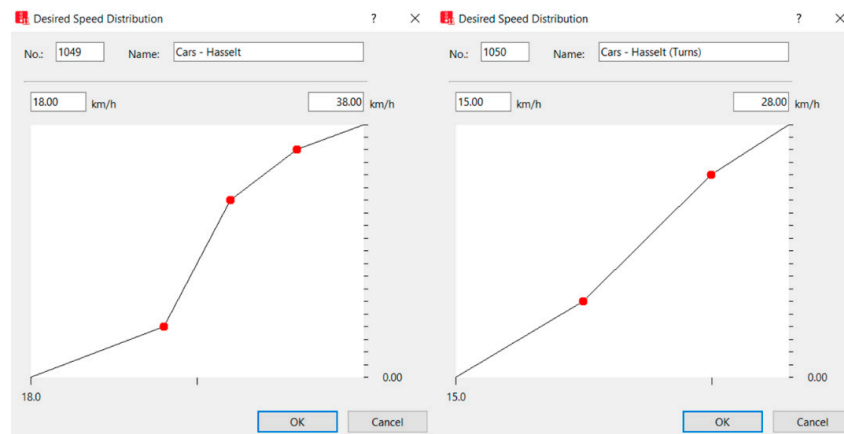 Desired Speed Distribution ? ×
No.: 1049 Name: Cars - Hasselt
18.00 km/h 38.00 km/h
0.00
18.0
OK Cancel
Desired Speed Distribution ? ×
No.: 1050 Name: Cars - Hasselt (Turns)
15.00 km/h 28.00 km/h
0.00
15.0
OK Cancel